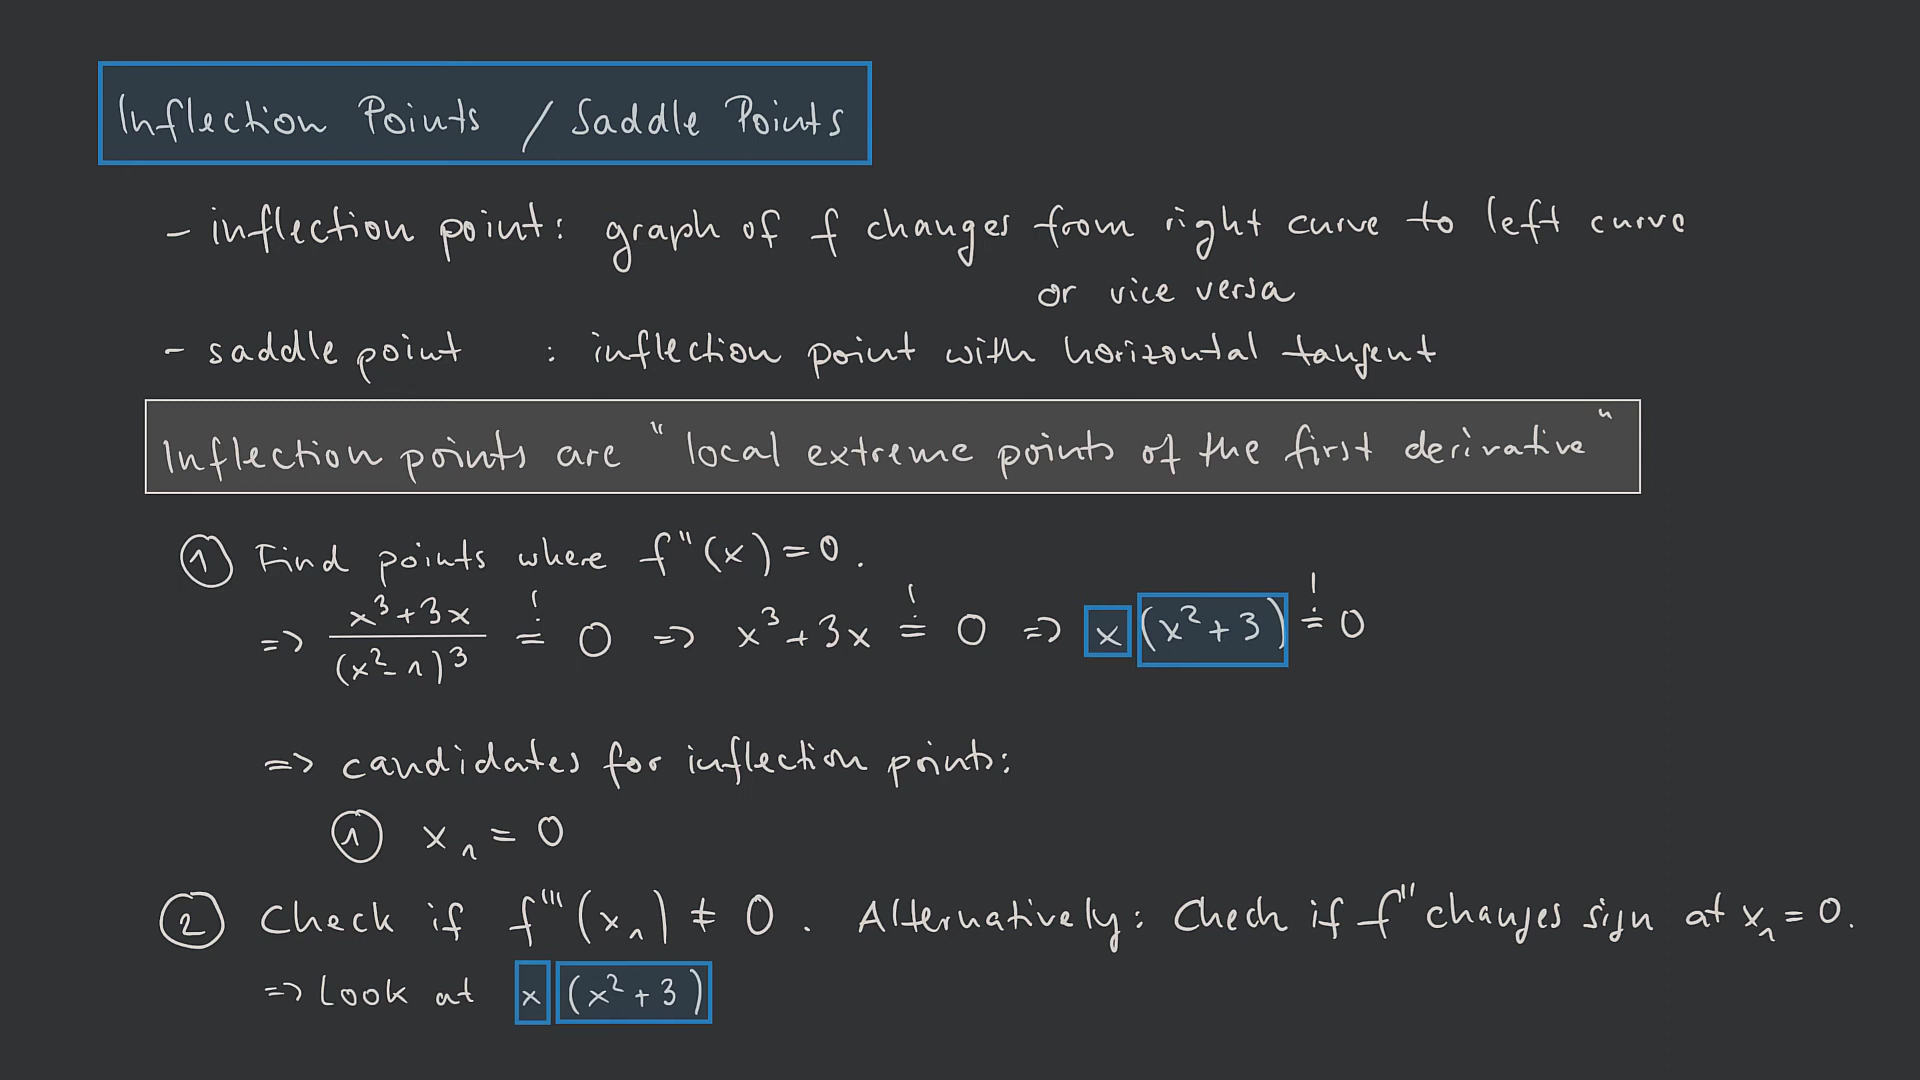 Inflection Points / Saddle Points
- inflection point: graph of f changes from right curve to left curve
or vice versa
- saddle point : inflection point with horizontal tangent
Inflection points are "local extreme points of the first derivative"
① Find points where f''(x) = 0.
=> (x³+3x)/(x²-1)³ =! 0 => x³+3x =! 0 => x (x²+3) =! 0
=> candidates for inflection points:
① x₁ = 0
② Check if f'''(x₁) ≠ 0. Alternatively: Check if f'' changes sign at x₁ = 0.
=> Look at x (x²+3)